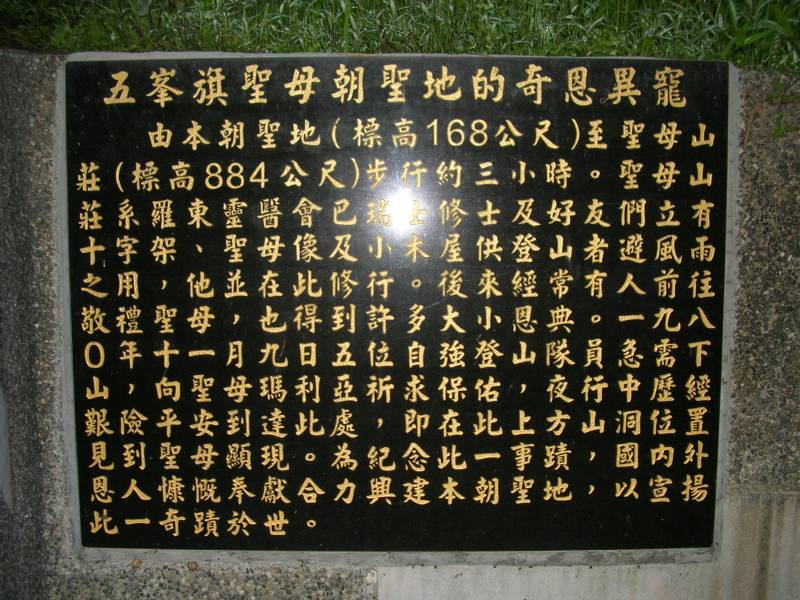 五峯旗聖母朝聖地的奇恩異寵
由本朝聖地(標高168公尺)至聖母山
莊(標高884公尺)步行約三小時。聖母山
莊系羅東靈醫會已瑞士修士及好友們立有
十字架、聖母像及小木屋供登山者避風雨
之用，他並在此修行。後來經常有人前往
敬禮聖母，也得到許多大小恩典。一九八
O年十一月九日五位自強登山隊員急需下
山，向聖母瑪利亞祈求保佑，夜行中歷經
艱險平安到達此處，即在此上方山洞位置
見到聖母顯現。為紀念此一事蹟，國內外
恩人慷慨奉獻合力興建本朝聖地，以宣揚
此一奇蹟於世。